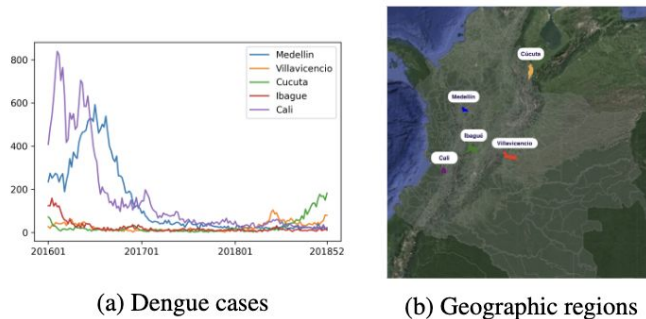 800
600
400
200
0
201601
201701
201801
201852
Medellin
Villavicencio
Cucuta
Ibague
Cali
(a) Dengue cases
Cúcuta
Medellín
Ibagué
Villavicencio
Cali
(b) Geographic regions